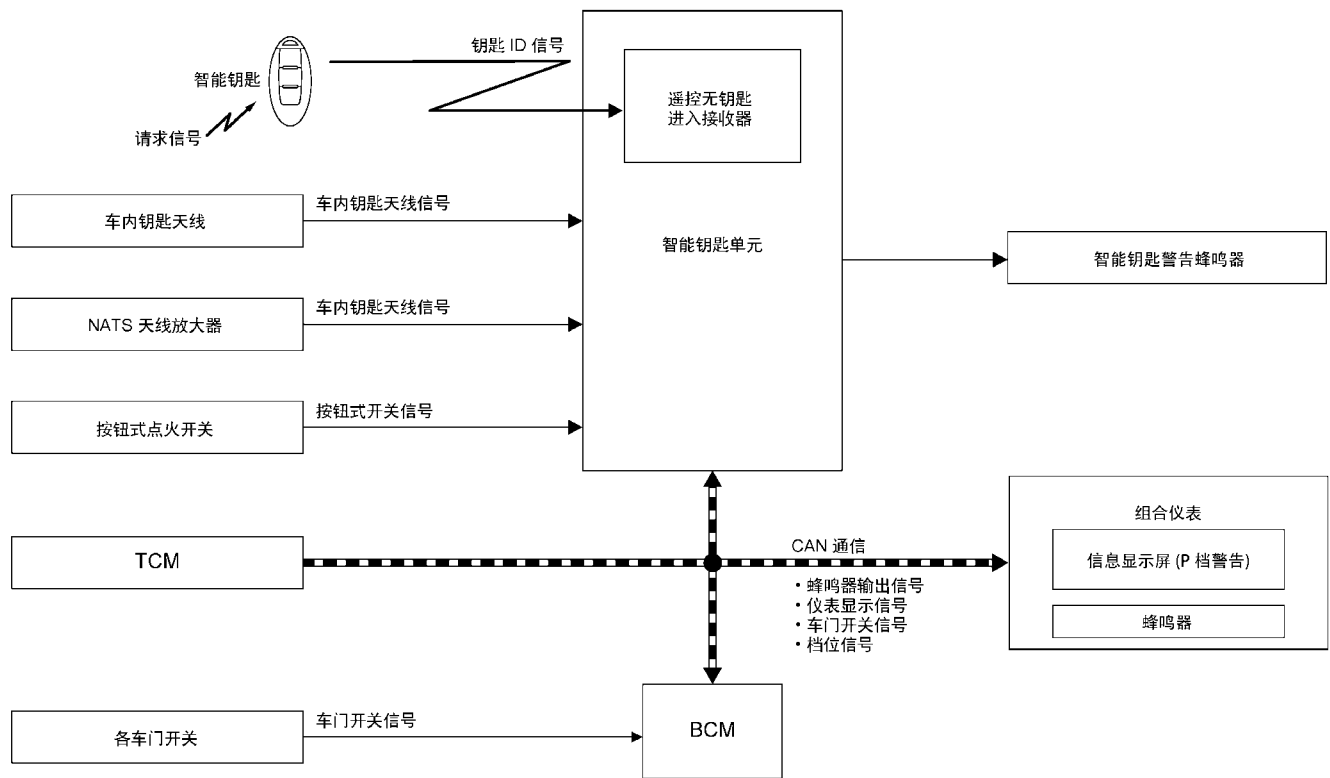 钥匙 ID 信号
智能钥匙
请求信号
遥控无钥匙
进入接收器
车内钥匙天线
车内钥匙天线信号
智能钥匙单元
智能钥匙警告蜂鸣器
NATS 天线放大器
车内钥匙天线信号
按钮式点火开关
按钮式开关信号
TCM
CAN 通信
・蜂鸣器输出信号
・仪表显示信号
・车门开关信号
・档位信号
组合仪表
信息显示屏 (P 档警告)
蜂鸣器
各车门开关
车门开关信号
BCM